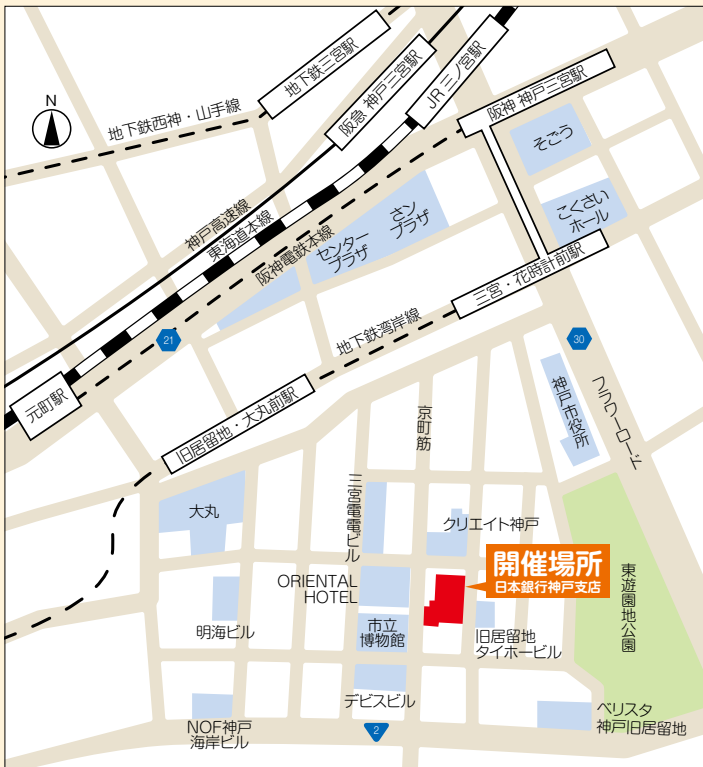 N
地下鉄三宮駅
阪急 神戸三宮駅
JR 三ノ宮駅
阪神 神戸三宮駅
地下鉄西神・山手線
そごう
神戸高速線
東海道本線
阪神電鉄本線
さン
プラザ
センター
プラザ
こくさい
ホール
三宮・花時計前駅
21
地下鉄湾岸線
30
元町駅
旧居留地・大丸前駅
京町筋
神戸市役所
フラワーロード
大丸
三宮電電ビル
クリエイト神戸
開催場所
日本銀行神戸支店
ORIENTAL
HOTEL
東遊園地公園
明海ビル
市立
博物館
旧居留地
タイホービル
デビスビル
NOF神戸
海岸ビル
2
ベリスタ
神戸旧居留地